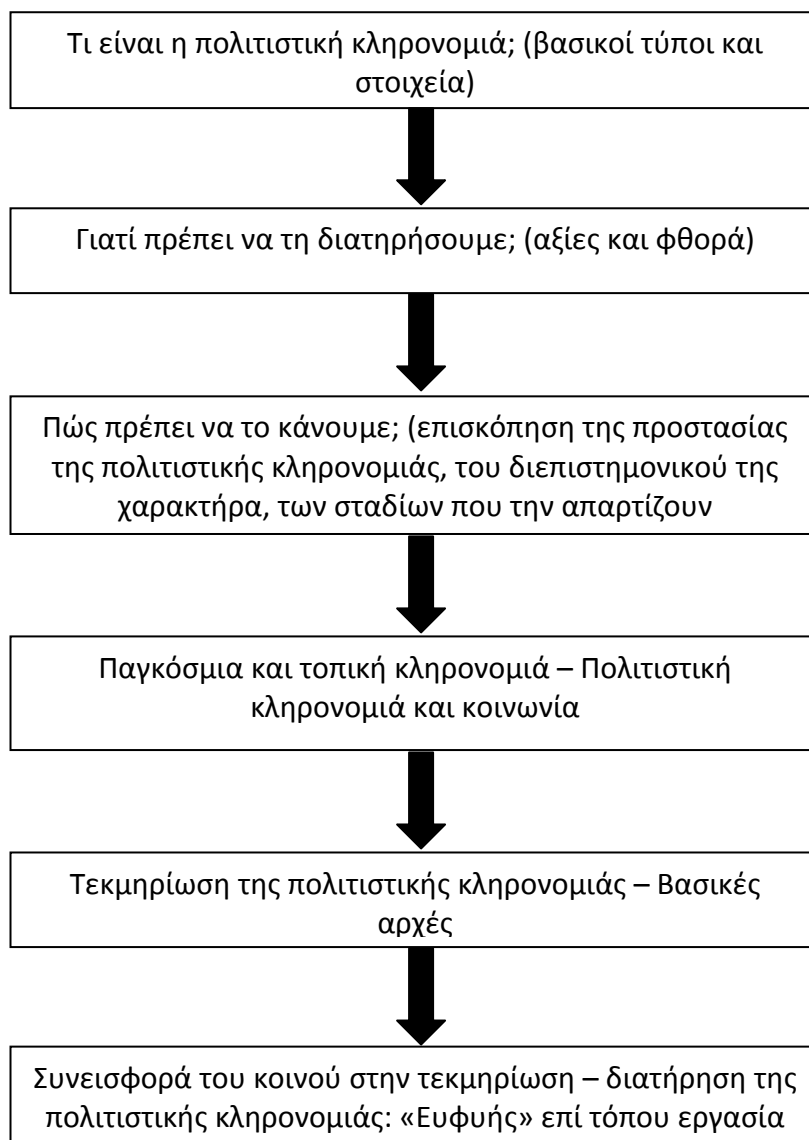 Τι είναι η πολιτιστική κληρονομιά; (βασικοί τύποι και
στοιχεία)
Γιατί πρέπει να τη διατηρήσουμε; (αξίες και φθορά)
Πώς πρέπει να το κάνουμε; (επισκόπηση της προστασίας
της πολιτιστικής κληρονομιάς, του διεπιστημονικού της
χαρακτήρα, των σταδίων που την απαρτίζουν
Παγκόσμια και τοπική κληρονομιά – Πολιτιστική
κληρονομιά και κοινωνία
Τεκμηρίωση της πολιτιστικής κληρονομιάς – Βασικές
αρχές
Συνεισφορά του κοινού στην τεκμηρίωση – διατήρηση της
πολιτιστικής κληρονομιάς: «Ευφυής» επί τόπου εργασία